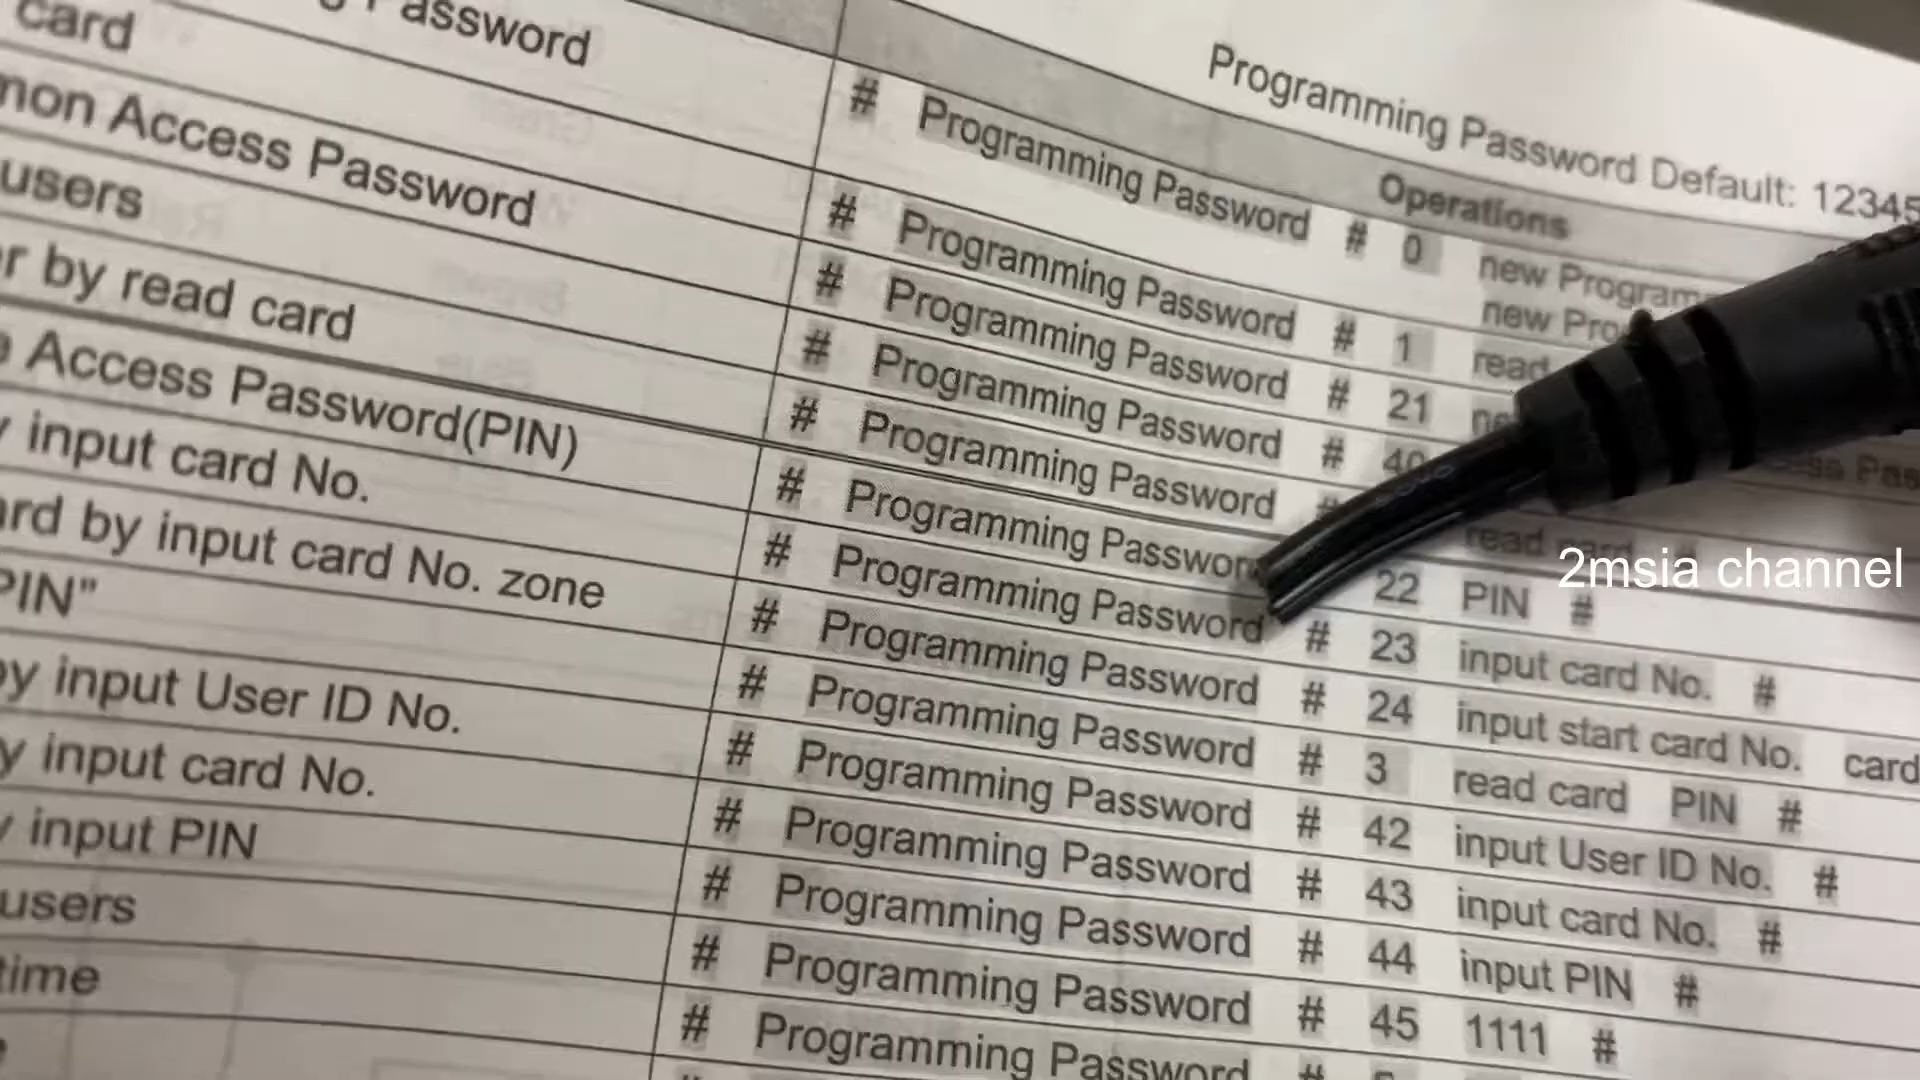 Programming Password Default: 12345
Operations
Password # Programming Password # 0 new Program
new Pro
card # Programming Password # 1 read
Access Password # Programming Password # 21
users # Programming Password # 40
by read card # Programming Password # read card #
Access Password(PIN) # Programming Password 22 PIN #
input card No. # Programming Password # 23 input card No. #
by input card No. zone # Programming Password # 24 input start card No. card
PIN" # Programming Password # 3 read card PIN #
by input User ID No. # Programming Password # 42 input User ID No. #
y input card No. # Programming Password # 43 input card No. #
input PIN # Programming Password # 44 input PIN #
users # Programming Password # 45 1111 #
time # Programming Password #
2msia channel